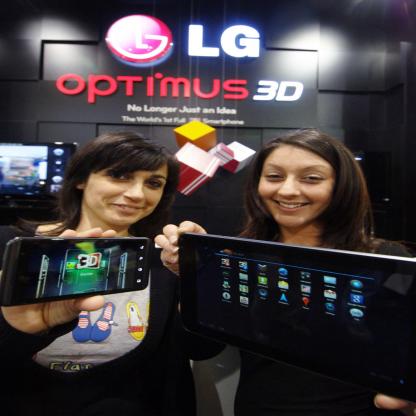 LG
OPTIMUS 3D
No Longer Just an Idea
The World's 1st Full 3D Smartphone
3D